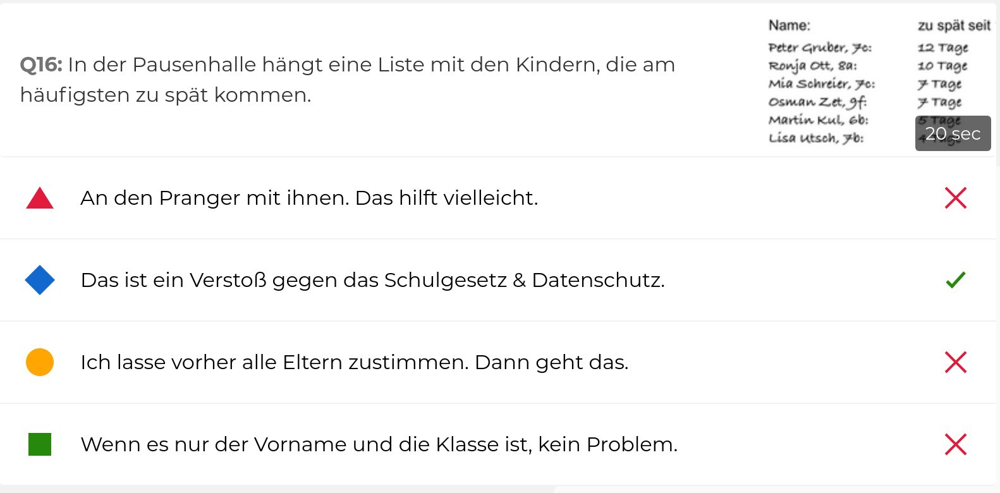 Q16: In der Pausenhalle hängt eine Liste mit den Kindern, die am
häufigsten zu spät kommen.
Name: zu spät seit
Peter Gruber, 7c: 12 Tage
Ronja Ott, 8a: 10 Tage
Mia Schreier, 7c: 7 Tage
Osman Zet, 9f: 7 Tage
Martin Kul, 6b: 5 Tage
Lisa Utsch, 7b: 4 Tage
20 sec
An den Pranger mit ihnen. Das hilft vielleicht.
Das ist ein Verstoß gegen das Schulgesetz & Datenschutz.
Ich lasse vorher alle Eltern zustimmen. Dann geht das.
Wenn es nur der Vorname und die Klasse ist, kein Problem.